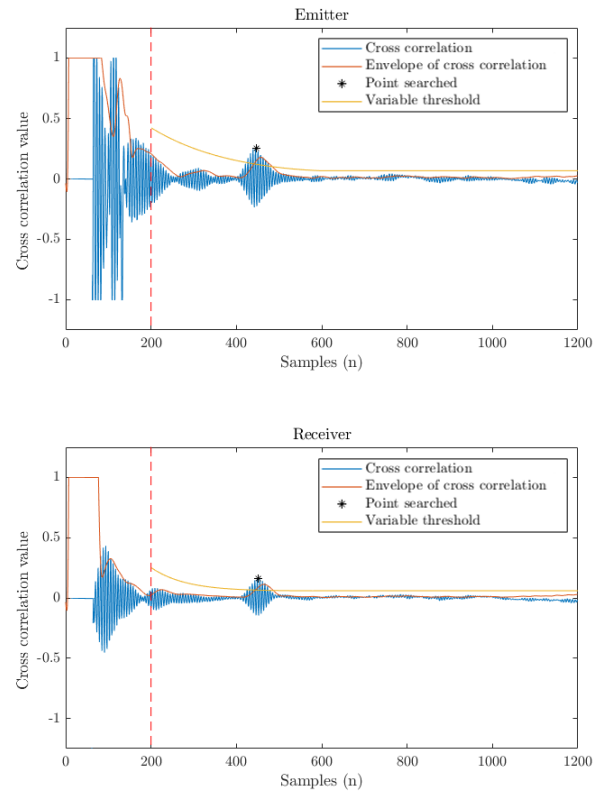 Emitter
Cross correlation
Envelope of cross correlation
Point searched
Variable threshold
Cross correlation value
1
0.5
0
-0.5
-1
0 200 400 600 800 1000 1200
Samples (n)
Receiver
Cross correlation
Envelope of cross correlation
Point searched
Variable threshold
Cross correlation value
1
0.5
0
-0.5
-1
0 200 400 600 800 1000 1200
Samples (n)